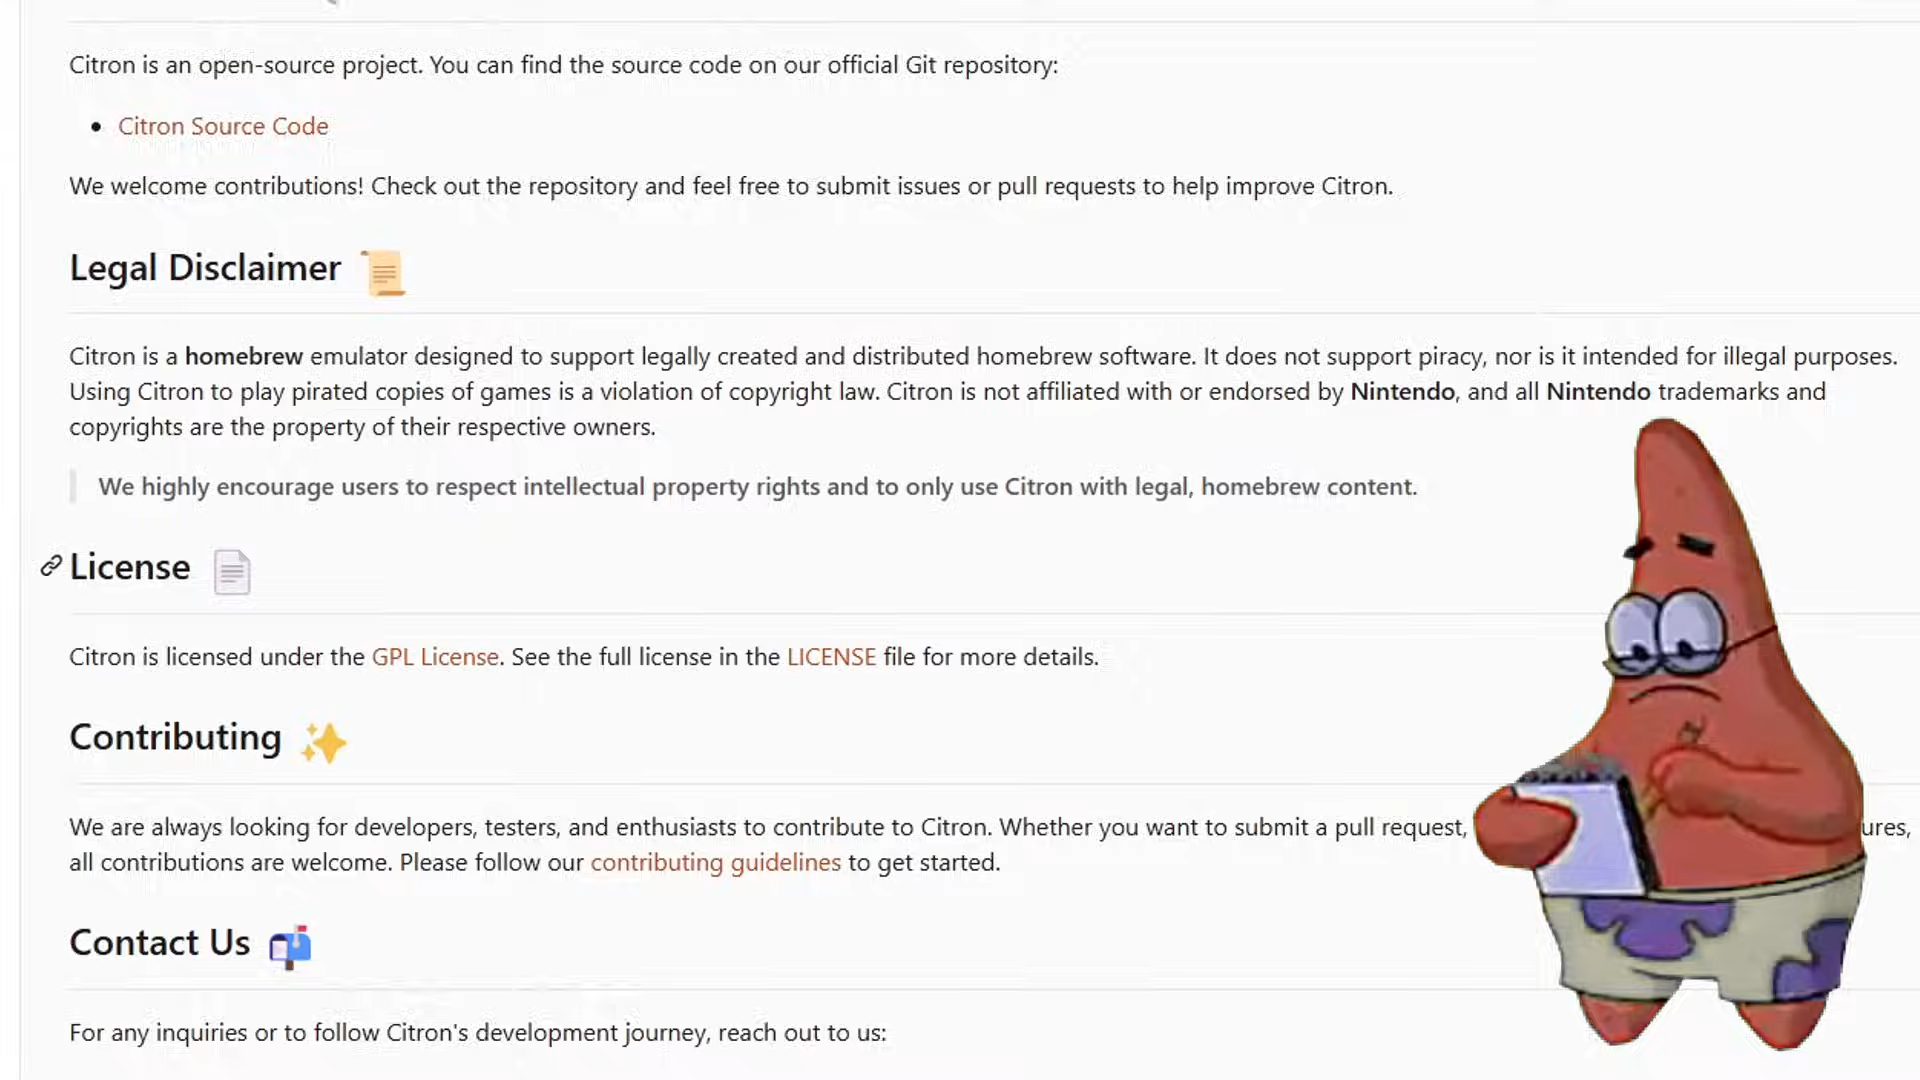 Citron is an open-source project. You can find the source code on our official Git repository:
• Citron Source Code
We welcome contributions! Check out the repository and feel free to submit issues or pull requests to help improve Citron.
Legal Disclaimer
Citron is a homebrew emulator designed to support legally created and distributed homebrew software. It does not support piracy, nor is it intended for illegal purposes.
Using Citron to play pirated copies of games is a violation of copyright law. Citron is not affiliated with or endorsed by Nintendo, and all Nintendo trademarks and
copyrights are the property of their respective owners.
We highly encourage users to respect intellectual property rights and to only use Citron with legal, homebrew content.
License
Citron is licensed under the GPL License. See the full license in the LICENSE file for more details.
Contributing
We are always looking for developers, testers, and enthusiasts to contribute to Citron. Whether you want to submit a pull request, ures,
all contributions are welcome. Please follow our contributing guidelines to get started.
Contact Us
For any inquiries or to follow Citron's development journey, reach out to us: